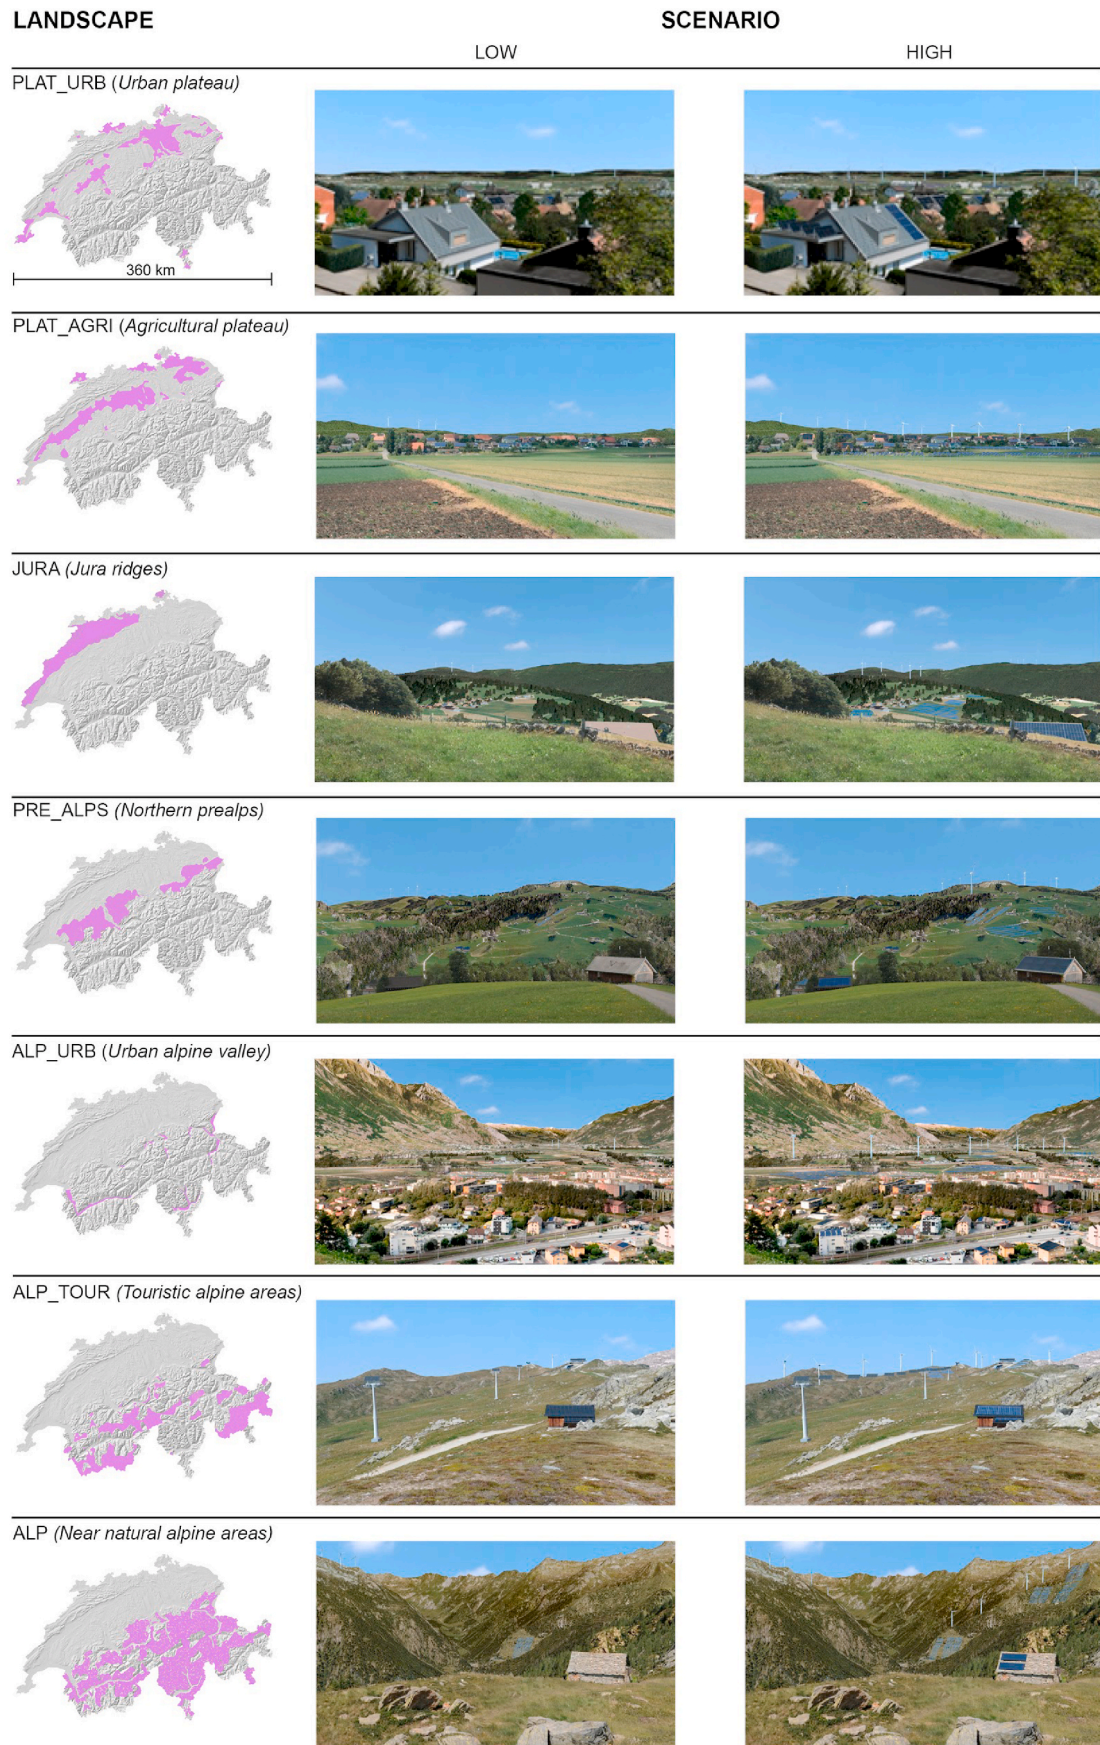 LANDSCAPE SCENARIO
LOW HIGH
PLAT_URB (Urban plateau)
360 km
PLAT_AGRI (Agricultural plateau)
JURA (Jura ridges)
PRE_ALPS (Northern prealps)
ALP_URB (Urban alpine valley)
ALP_TOUR (Touristic alpine areas)
ALP (Near natural alpine areas)